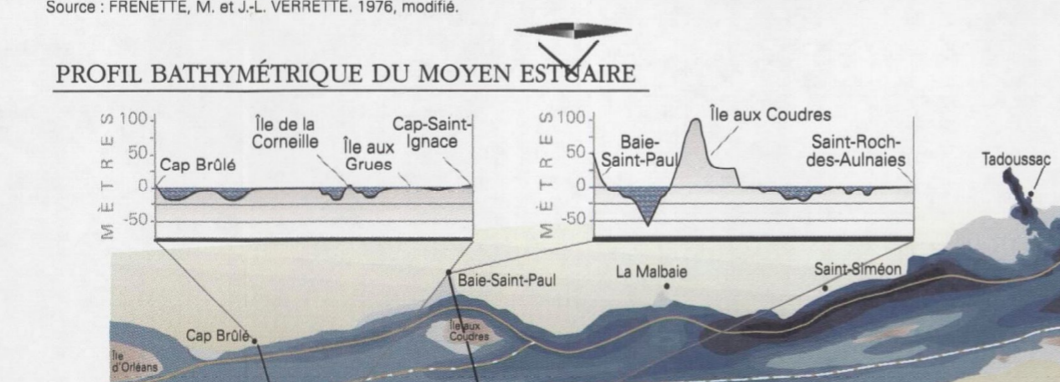 Source : FRENETTE, M. et J.-L. VERRETTE. 1976, modifié.
PROFIL BATHYMÉTRIQUE DU MOYEN ESTUAIRE
MÈTRES
100
50
0
-50
Cap Brûlé
Île de la
Corneille
Île aux
Grues
Cap-Saint-
Ignace
MÈTRES
100
50
0
-50
Baie-
Saint-Paul
Île aux Coudres
Saint-Roch-
des-Aulnaies
Tadoussac
Baie-Saint-Paul
La Malbaie
Saint-Siméon
Cap Brûlé
Île aux
Coudres
Île
d'Orléans